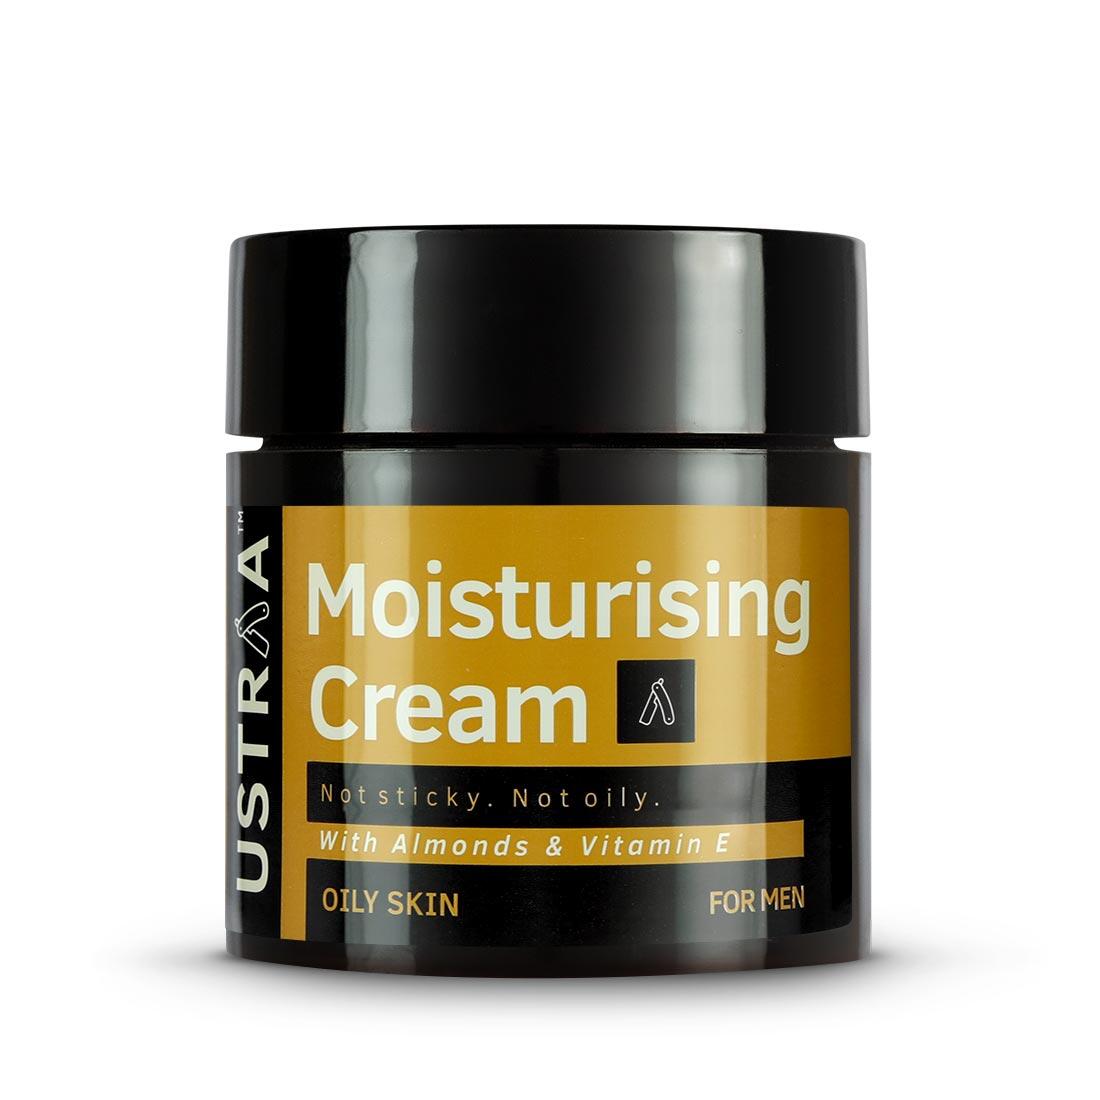 USTRAA™
Moisturising
Cream
Not sticky. Not oily.
With Almonds & Vitamin E
OILY SKIN
FOR MEN